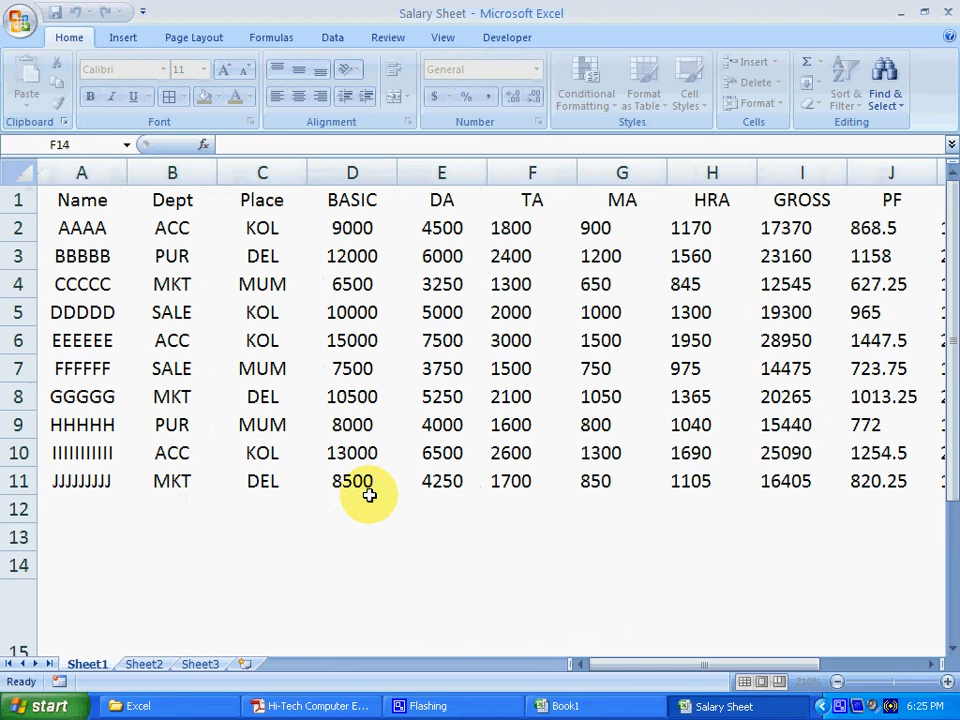 Salary Sheet - Microsoft Excel
Home Insert Page Layout Formulas Data Review View Developer
Paste
Calibri 11
B I U
General
$ % ,
Conditional Formatting
Format as Table
Cell Styles
Insert
Delete
Format
Sort & Filter
Find & Select
Clipboard Font Alignment Number Styles Cells Editing
F14 fx
A B C D E F G H I J
1 Name Dept Place BASIC DA TA MA HRA GROSS PF
2 AAAA ACC KOL 9000 4500 1800 900 1170 17370 868.5
3 BBBBB PUR DEL 12000 6000 2400 1200 1560 23160 1158
4 CCCCC MKT MUM 6500 3250 1300 650 845 12545 627.25
5 DDDDD SALE KOL 10000 5000 2000 1000 1300 19300 965
6 EEEEEE ACC KOL 15000 7500 3000 1500 1950 28950 1447.5
7 FFFFFF SALE MUM 7500 3750 1500 750 975 14475 723.75
8 GGGGG MKT DEL 10500 5250 2100 1050 1365 20265 1013.25
9 HHHHH PUR MUM 8000 4000 1600 800 1040 15440 772
10 IIIIIIIIIII ACC KOL 13000 6500 2600 1300 1690 25090 1254.5
11 JJJJJJJJJ MKT DEL 8500 4250 1700 850 1105 16405 820.25
12
13
14
15
Sheet1 Sheet2 Sheet3
Ready 210%
start Excel Hi-Tech Computer E... Flashing Book1 Salary Sheet 6:25 PM